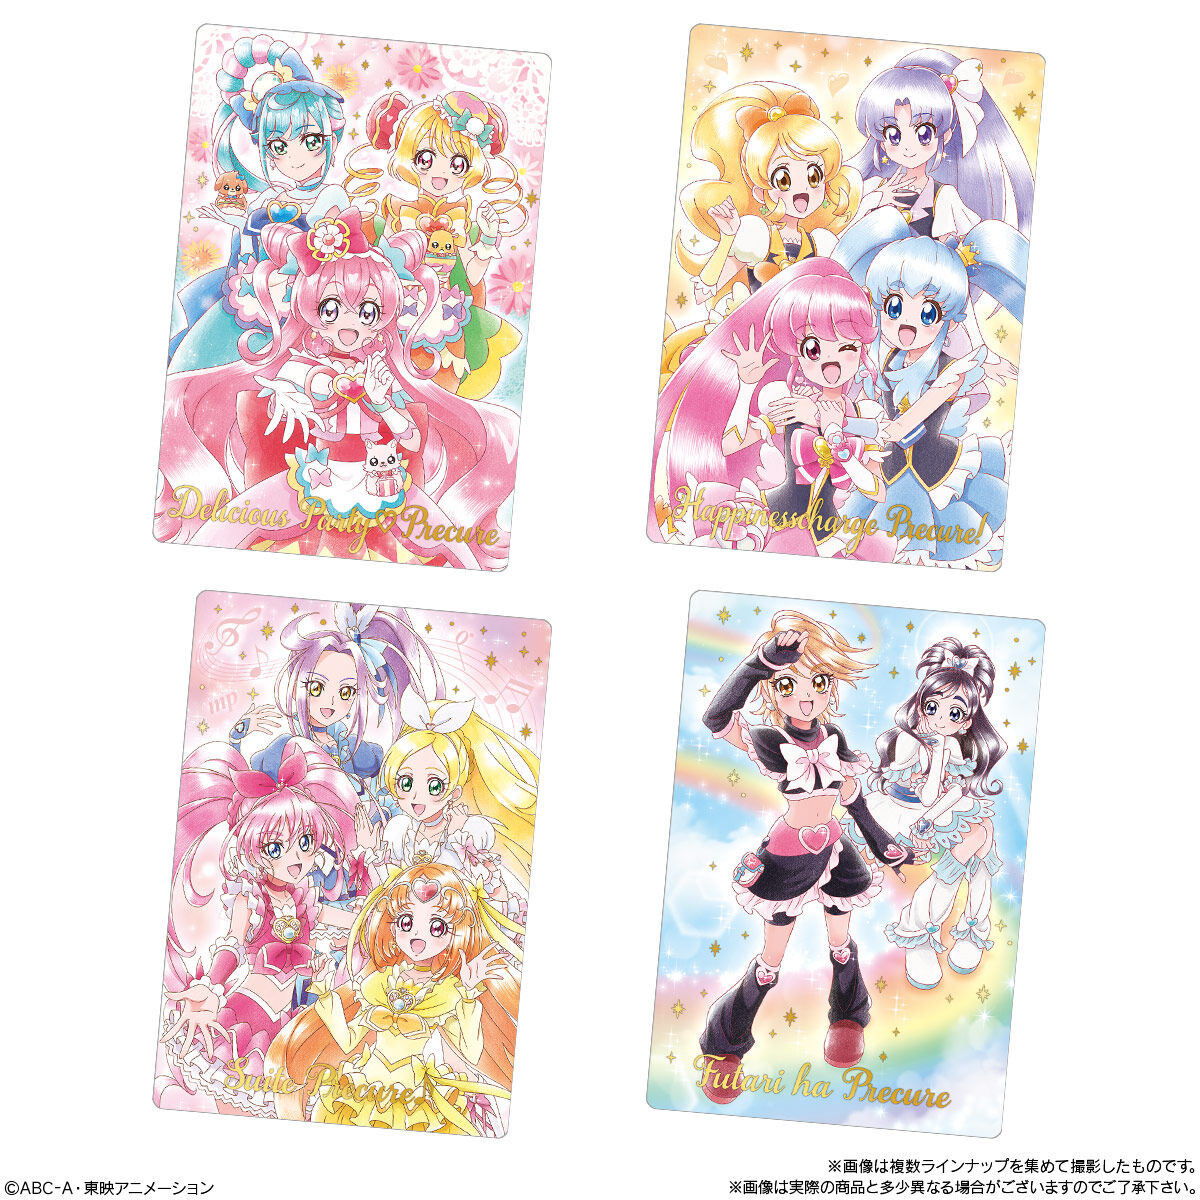 Delicious Party♡Precure
Happinesscharge Precure!
mp
Suite Precure♪
Futari ha Precure
※画像は複数ラインナップを集めて撮影したものです。
©ABC-A・東映アニメーション
※画像は実際の商品と多少異なる場合がございますのでご了承下さい。